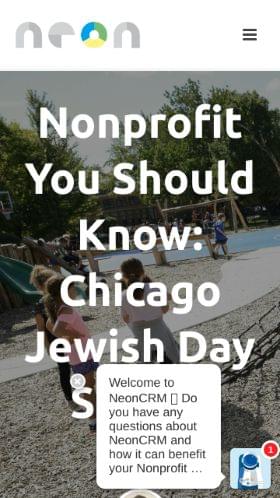 neon
Nonprofit
You Should
Know:
Chicago
Jewish Day
S
Welcome to
NeonCRM ▯ Do
you have any
questions about
NeonCRM and
how it can benefit
your Nonprofit ...
1